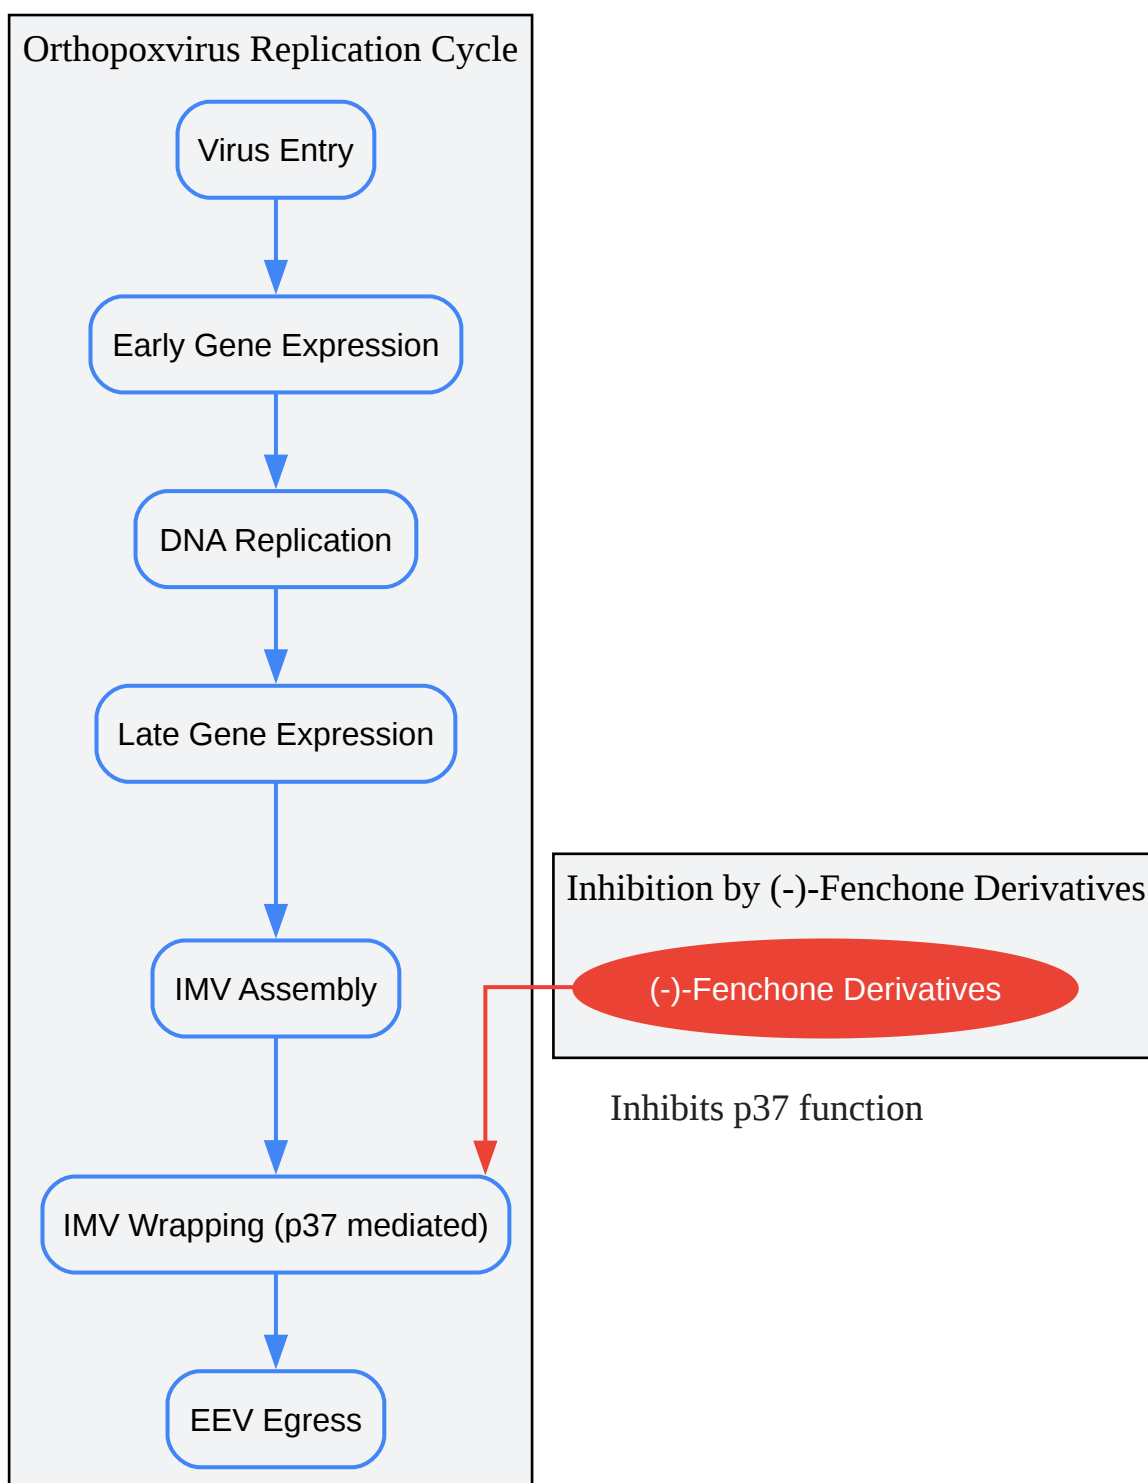 Orthopoxvirus Replication Cycle
Virus Entry
Early Gene Expression
DNA Replication
Late Gene Expression
Inhibition by (-)-Fenchone Derivatives
IMV Assembly
(-)-Fenchone Derivatives
Inhibits p37 function
IMV Wrapping (p37 mediated)
EEV Egress